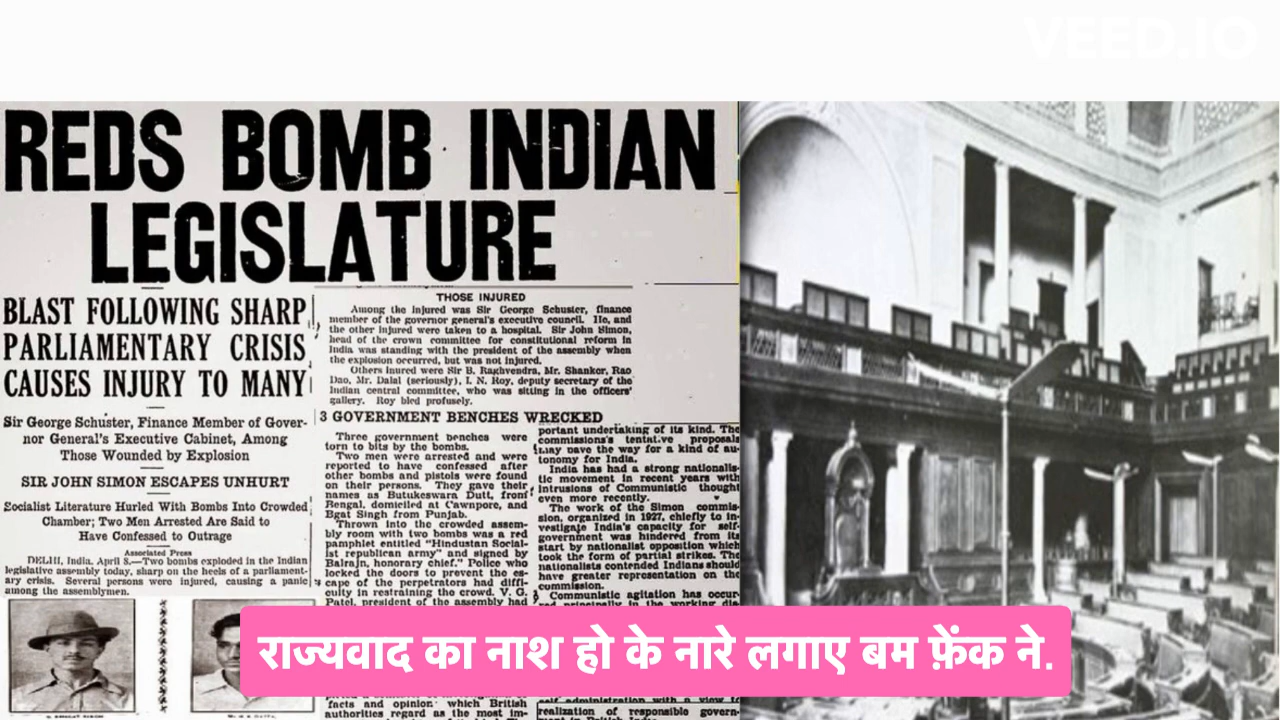 VEED.IO
REDS BOMB INDIAN
LEGISLATURE
BLAST FOLLOWING SHARP
PARLIAMENTARY CRISIS
CAUSES INJURY TO MANY
Sir George Schuster, Finance Member of Gover-
nor General's Executive Cabinet, Among
Those Wounded by Explosion
SIR JOHN SIMON ESCAPES UNHURT
Socialist Literature Hurled With Bombs Into Crowded
Chamber; Two Men Arrested Are Said to
Have Confessed to Outrage
Associated Press
DELHI, India, April 8.—Two bombs exploded in the Indian
legislative assembly today, sharp on the heels of a parliament-
ary crisis. Several persons were injured, causing a panic
among the assemblymen.
THOSE INJURED
Among the injured was Sir George Schuster, finance
member of the governor general's executive council. He, and
the other injured were taken to a hospital. Sir John Simon,
head of the crown committee for constitutional reform in
India was standing with the president of the assembly when
the explosion occurred, but was not injured.
Others inured were Sir B. Raghvendra, Mr. Shankor, Rao
Dao, Mr. Dalal (seriously), I. N. Roy, deputy secretary of the
Indian central committee, who was sitting in the officers'
gallery. Roy bled profusely.
3 GOVERNMENT BENCHES WRECKED
Three government benches were
torn to bits by the bombs.
Two men were arrested and were
reported to have confessed after
other bombs and pistols were found
on their persons. They gave their
names as Butukeswara Dutt, from
Bengal, domiciled at Cawnpore, and
Bgat Singh from Punjab.
Thrown into the crowded assem-
bly room with two bombs was a red
pamphlet entitled "Hindustan Social-
ist republican army" and signed by
Balrajn, honorary chief." Police who
locked the doors to prevent the es-
cape of the perpetrators had diffi-
culty in restraining the crowd. V. G.
Patel, president of the assembly had
facts and opinion which British
authorities regard as the most im-
portant undertaking of its kind. The
commission's tentative proposals
may pave the way for a kind of au-
tonomy for India.
India has had a strong nationalis-
tic movement in recent years with
intrusions of Communistic thought
even more recently.
The work of the Simon commis-
sion, organized in 1927, chiefly to in-
vestigate India's capacity for self-
government was hindered from its
start by nationalist opposition which
took the form of partial strikes. The
nationalists contended Indians should
have greater representation on the
commission.
Communistic agitation has occur-
red principally in the working dis-
self administration with a view to
realization of responsible govern-
राज्यवाद का नाश हो के नारे लगाए बम फ़ेंक ने.